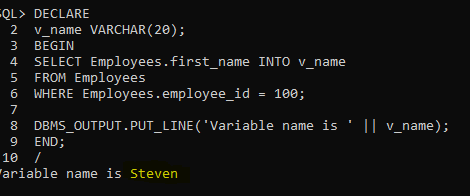 SQL> DECLARE
2 v_name VARCHAR(20);
3 BEGIN
4 SELECT Employees.first_name INTO v_name
5 FROM Employees
6 WHERE Employees.employee_id = 100;
7
8 DBMS_OUTPUT.PUT_LINE('Variable name is ' || v_name);
9 END;
10 /
Variable name is Steven